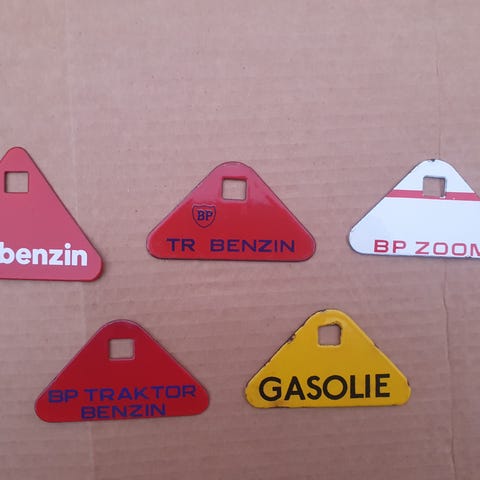 benzin
BP
TR BENZIN
BP ZOOM
BP TRAKTOR
BENZIN
GASOLIE